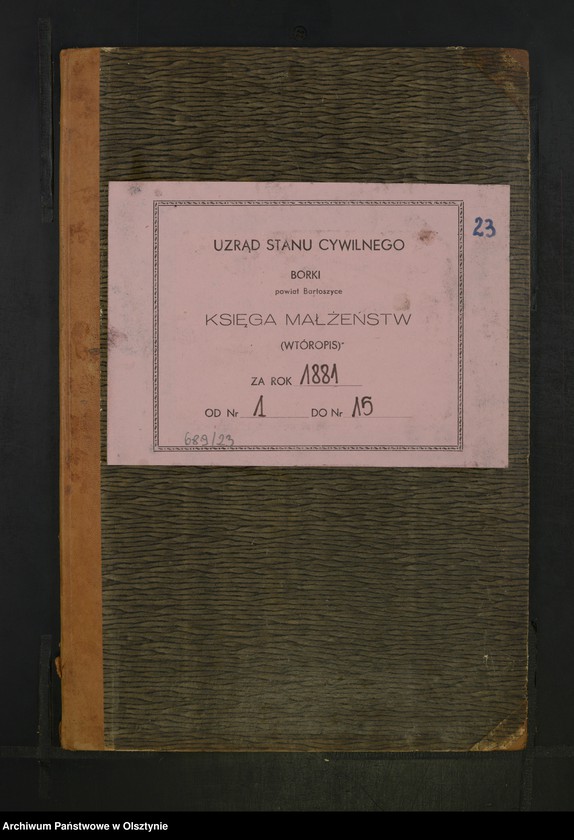 23
UZRĄD STANU CYWILNEGO
BORKI
powiat Bartoszyce
KSIĘGA MAŁŻEŃSTW
(WTÓROPIS)
ZA ROK 1881
OD Nr 1 DO Nr 15
689/23
Archiwum Państwowe w Olsztynie